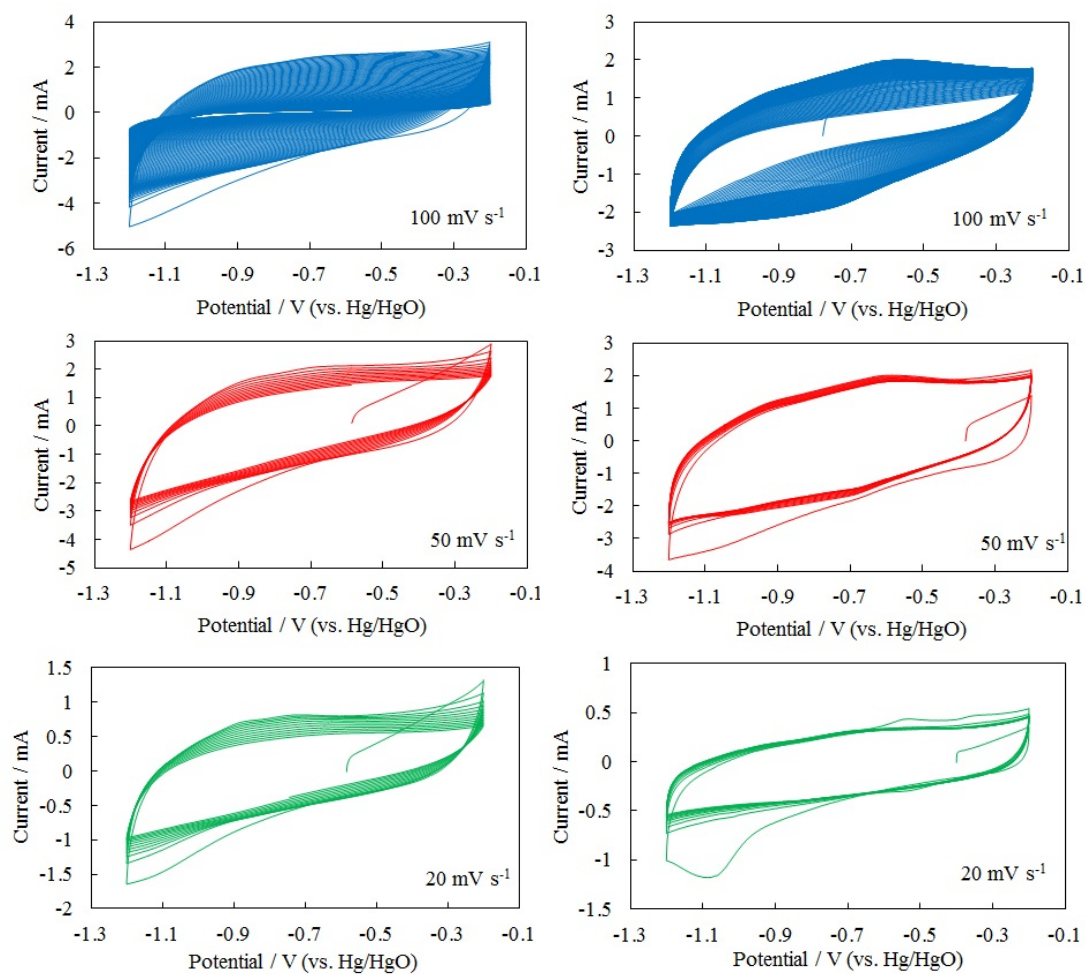 4
2
0
-2
-4
-6
Current / mA
100 mV s-1
-1.3 -1.1 -0.9 -0.7 -0.5 -0.3 -0.1
Potential / V (vs. Hg/HgO)
3
2
1
0
-1
-2
-3
Current / mA
100 mV s-1
-1.3 -1.1 -0.9 -0.7 -0.5 -0.3 -0.1
Potential / V (vs. Hg/HgO)
3
2
1
0
-1
-2
-3
-4
-5
Current / mA
50 mV s-1
-1.3 -1.1 -0.9 -0.7 -0.5 -0.3 -0.1
Potential / V (vs. Hg/HgO)
3
2
1
0
-1
-2
-3
-4
Current / mA
50 mV s-1
-1.3 -1.1 -0.9 -0.7 -0.5 -0.3 -0.1
Potential / V (vs. Hg/HgO)
1.5
1
0.5
0
-0.5
-1
-1.5
-2
Current / mA
20 mV s-1
-1.3 -1.1 -0.9 -0.7 -0.5 -0.3 -0.1
Potential / V (vs. Hg/HgO)
1
0.5
0
-0.5
-1
-1.5
Current / mA
20 mV s-1
-1.3 -1.1 -0.9 -0.7 -0.5 -0.3 -0.1
Potential / V (vs. Hg/HgO)